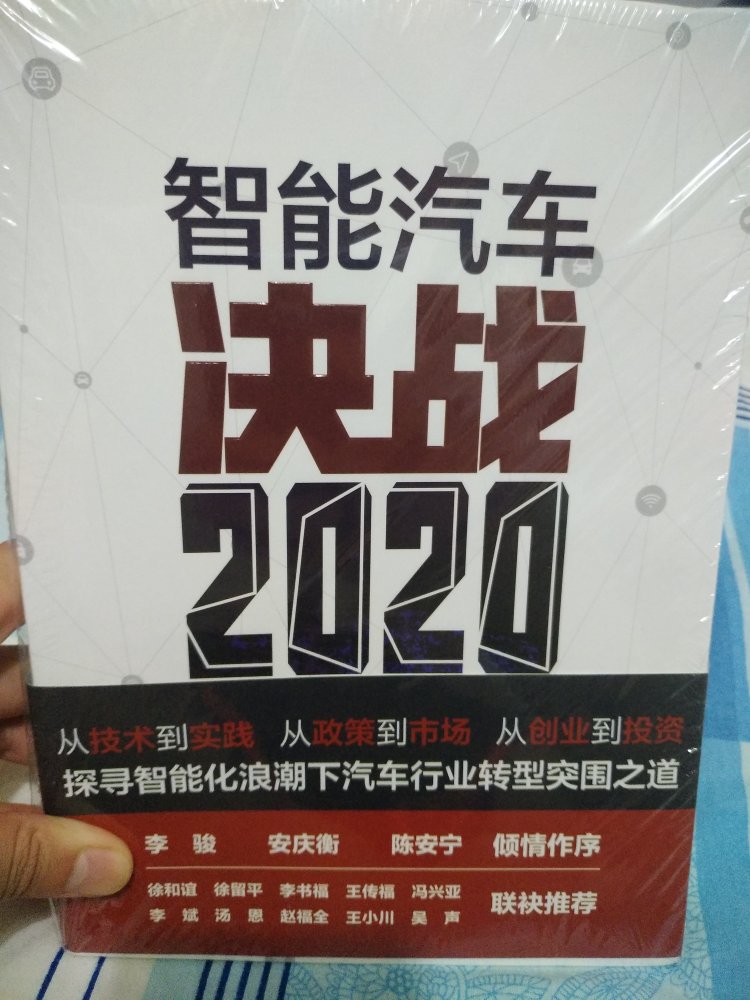 智能汽车
决战
2020
从技术到实践 从政策到市场 从创业到投资
探寻智能化浪潮下汽车行业转型突围之道
李 骏 安庆衡 陈安宁 倾情作序
徐和谊 徐留平 李书福 王传福 冯兴亚
李 斌 汤 恩 赵福全 王小川 吴 声
联袂推荐